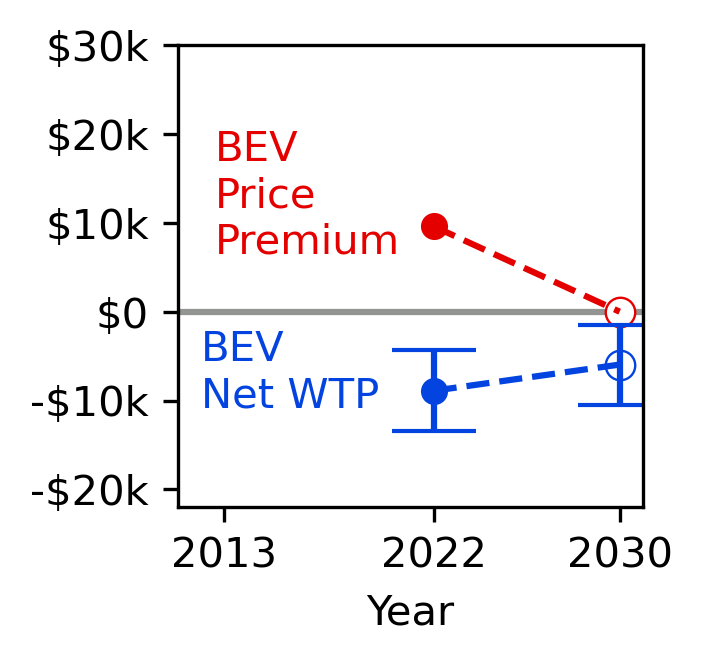 $30k
$20k
BEV
Price
Premium
$10k
$0
BEV
Net WTP
-$10k
-$20k
2013 2022 2030
Year